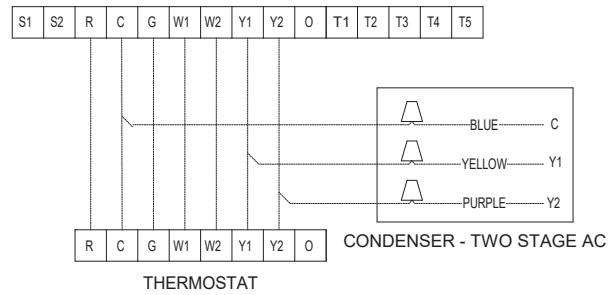 S1 S2 R C G W1 W2 Y1 Y2 O T1 T2 T3 T4 T5
BLUE C
YELLOW Y1
PURPLE Y2
R C G W1 W2 Y1 Y2 O
CONDENSER - TWO STAGE AC
THERMOSTAT